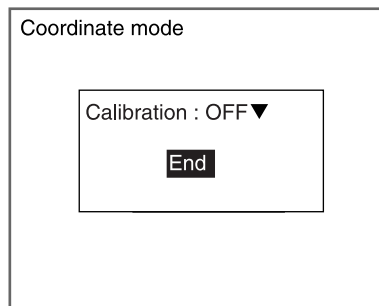 Coordinate mode
Calibration : OFF▼
End